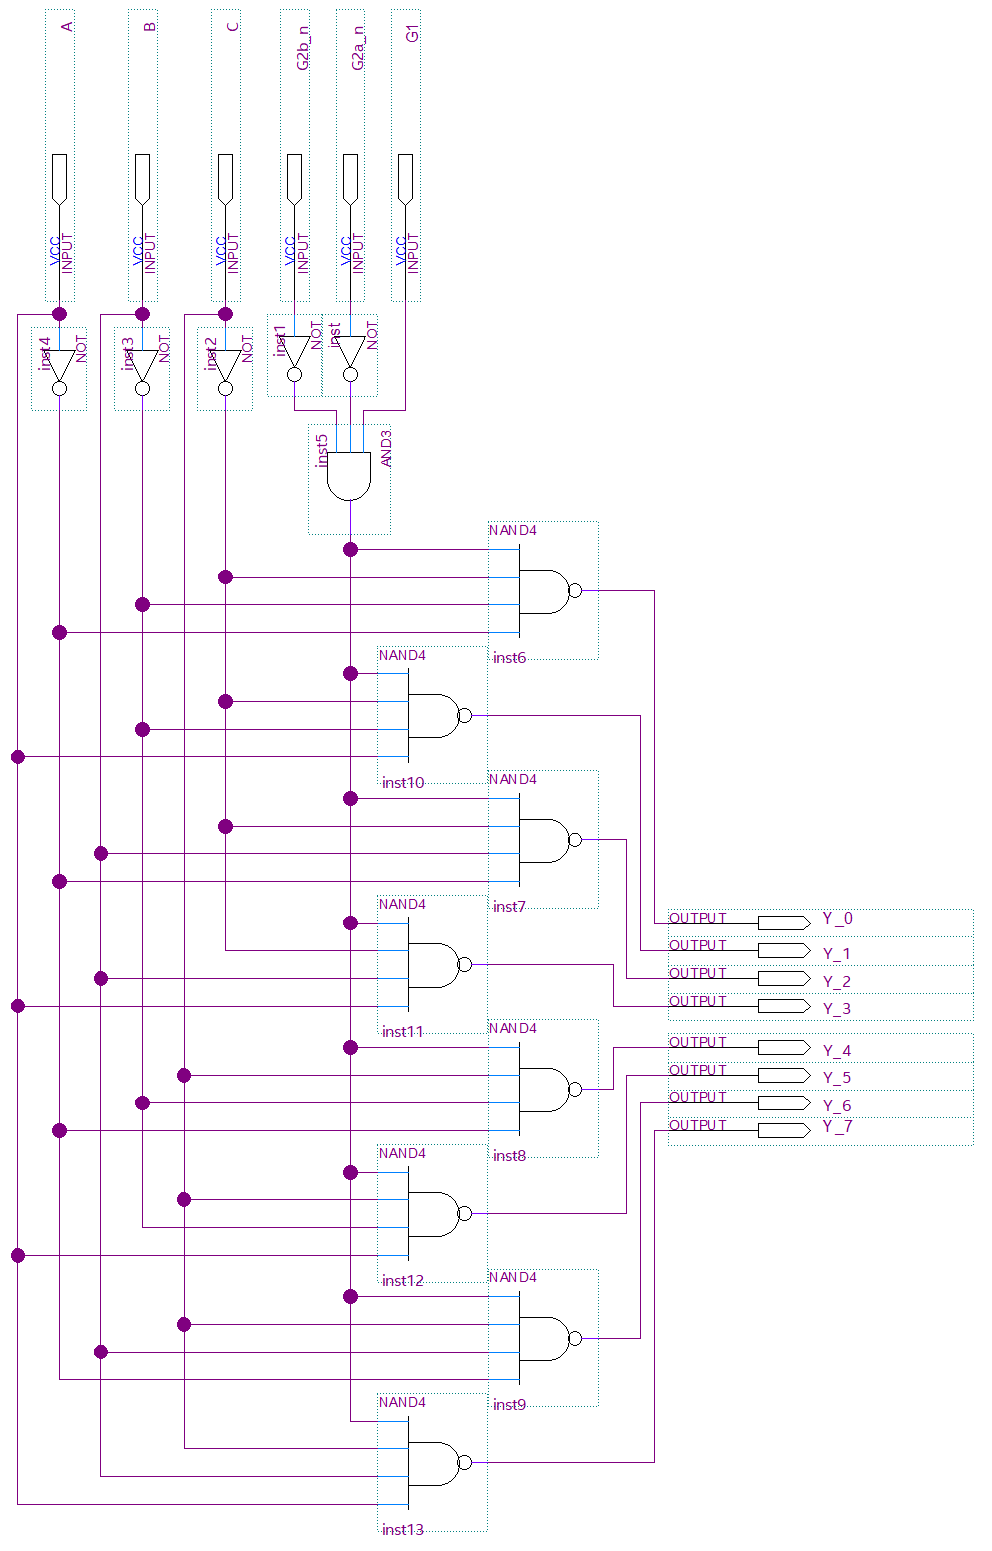 A
B
C
G2b_n
G2a_n
G1
VCC
INPUT
VCC
INPUT
VCC
INPUT
VCC
INPUT
VCC
INPUT
VCC
INPUT
inst4
NOT
inst3
NOT
inst2
NOT
inst1
NOT
inst
NOT
inst5
AND3
NAND4
inst6
NAND4
inst10
NAND4
inst7
NAND4
inst11
OUTPUT
Y_0
OUTPUT
Y_1
OUTPUT
Y_2
OUTPUT
Y_3
NAND4
inst8
OUTPUT
Y_4
OUTPUT
Y_5
OUTPUT
Y_6
OUTPUT
Y_7
NAND4
inst12
NAND4
inst9
NAND4
inst13